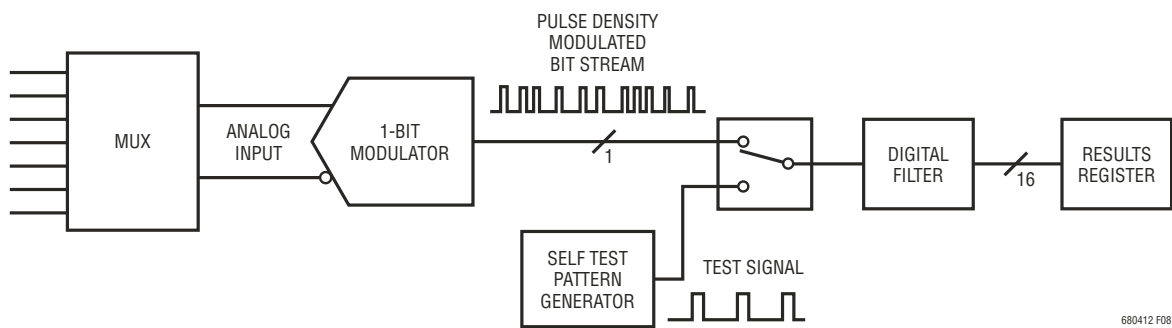 PULSE DENSITY
MODULATED
BIT STREAM
MUX
ANALOG
INPUT
1-BIT
MODULATOR
1
DIGITAL
FILTER
16
RESULTS
REGISTER
SELF TEST
PATTERN
GENERATOR
TEST SIGNAL
680412 F08